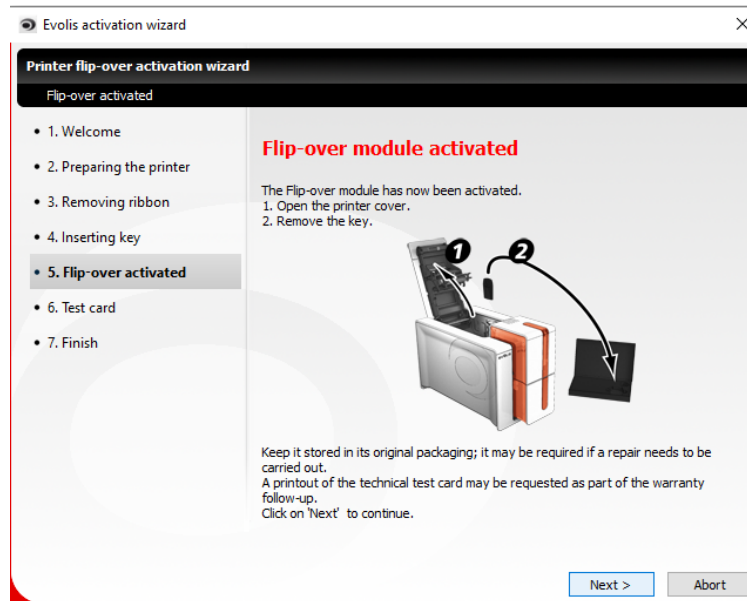 Evolis activation wizard
Printer flip-over activation wizard
Flip-over activated
• 1. Welcome
• 2. Preparing the printer
• 3. Removing ribbon
• 4. Inserting key
• 5. Flip-over activated
• 6. Test card
• 7. Finish
Flip-over module activated
The Flip-over module has now been activated.
1. Open the printer cover.
2. Remove the key.
1
2
Keep it stored in its original packaging; it may be required if a repair needs to be
carried out.
A printout of the technical test card may be requested as part of the warranty
follow-up.
Click on 'Next' to continue.
Next >
Abort